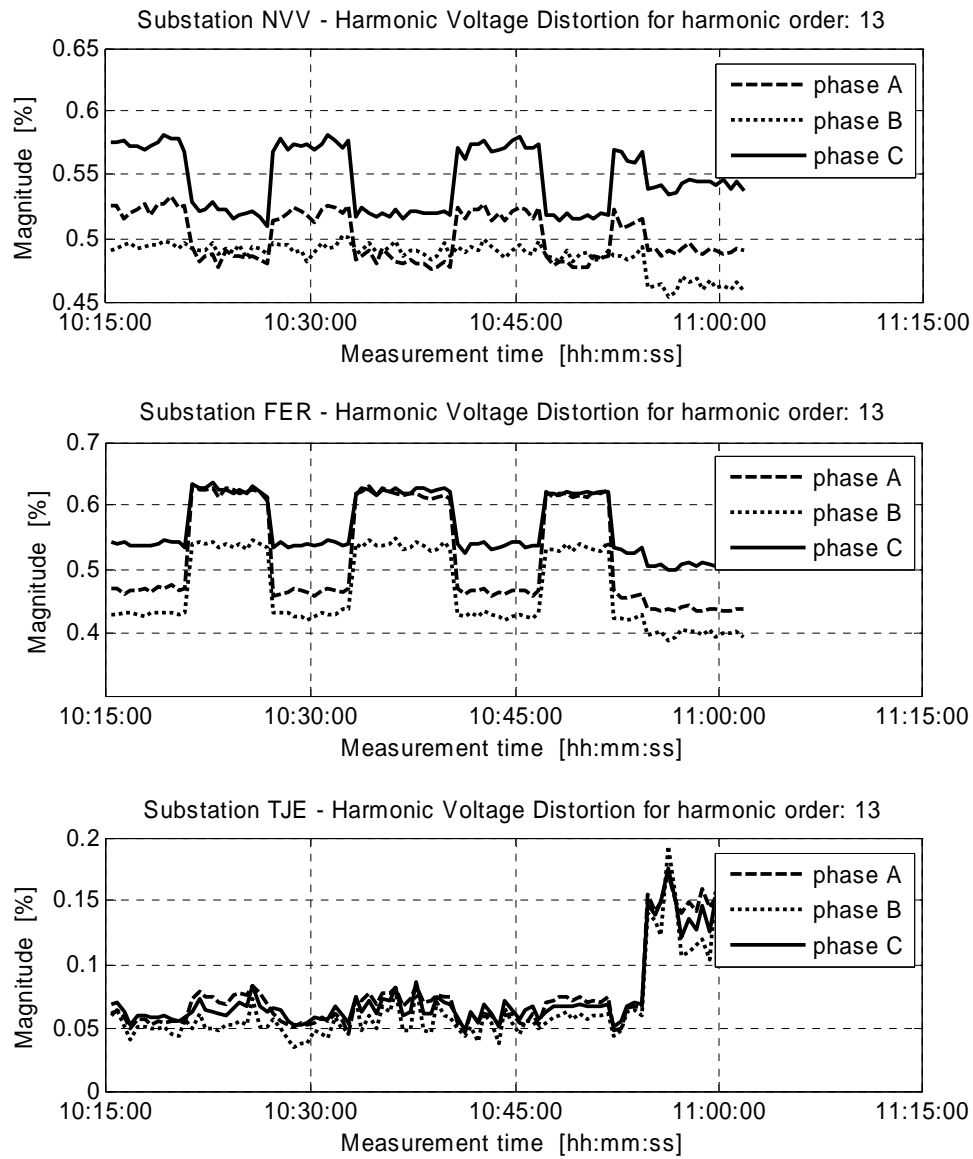 Substation NVV - Harmonic Voltage Distortion for harmonic order: 13
0.65
0.6
0.55
0.5
0.45
Magnitude [%]
phase A
phase B
phase C
10:15:00 10:30:00 10:45:00 11:00:00 11:15:00
Measurement time [hh:mm:ss]
Substation FER - Harmonic Voltage Distortion for harmonic order: 13
0.7
0.6
0.5
0.4
Magnitude [%]
phase A
phase B
phase C
10:15:00 10:30:00 10:45:00 11:00:00 11:15:00
Measurement time [hh:mm:ss]
Substation TJE - Harmonic Voltage Distortion for harmonic order: 13
0.2
0.15
0.1
0.05
0
Magnitude [%]
phase A
phase B
phase C
10:15:00 10:30:00 10:45:00 11:00:00 11:15:00
Measurement time [hh:mm:ss]